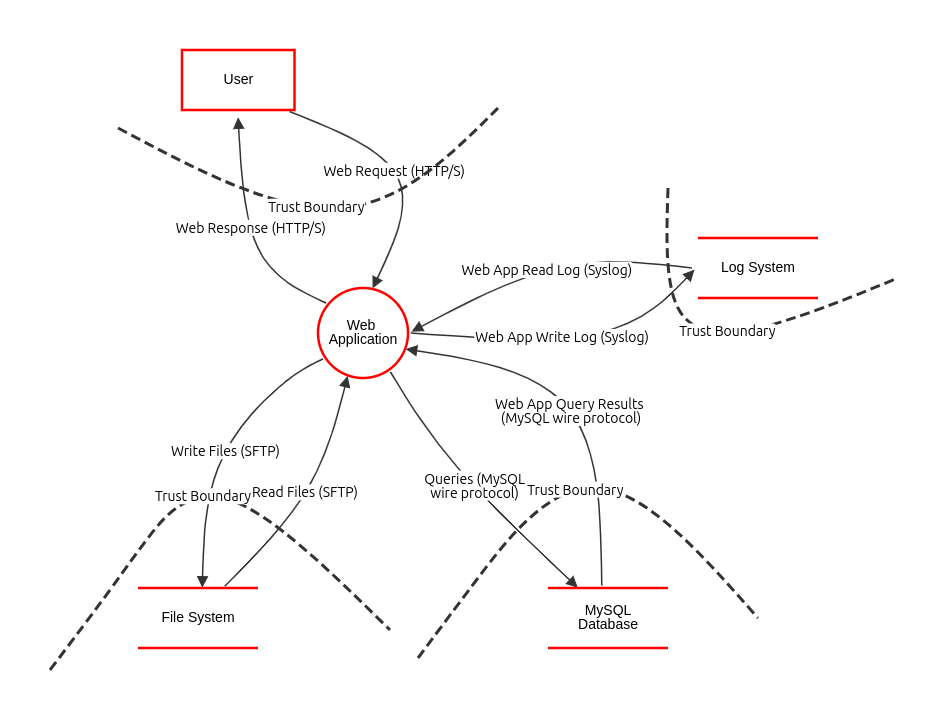 User
Web Request (HTTP/S)
Trust Boundary
Web Response (HTTP/S)
Web App Read Log (Syslog)
Log System
Web
Application
Web App Write Log (Syslog)
Trust Boundary
Web App Query Results
(MySQL wire protocol)
Write Files (SFTP)
Queries (MySQL
wire protocol)
Trust Boundary
Read Files (SFTP)
Trust Boundary
File System
MySQL
Database